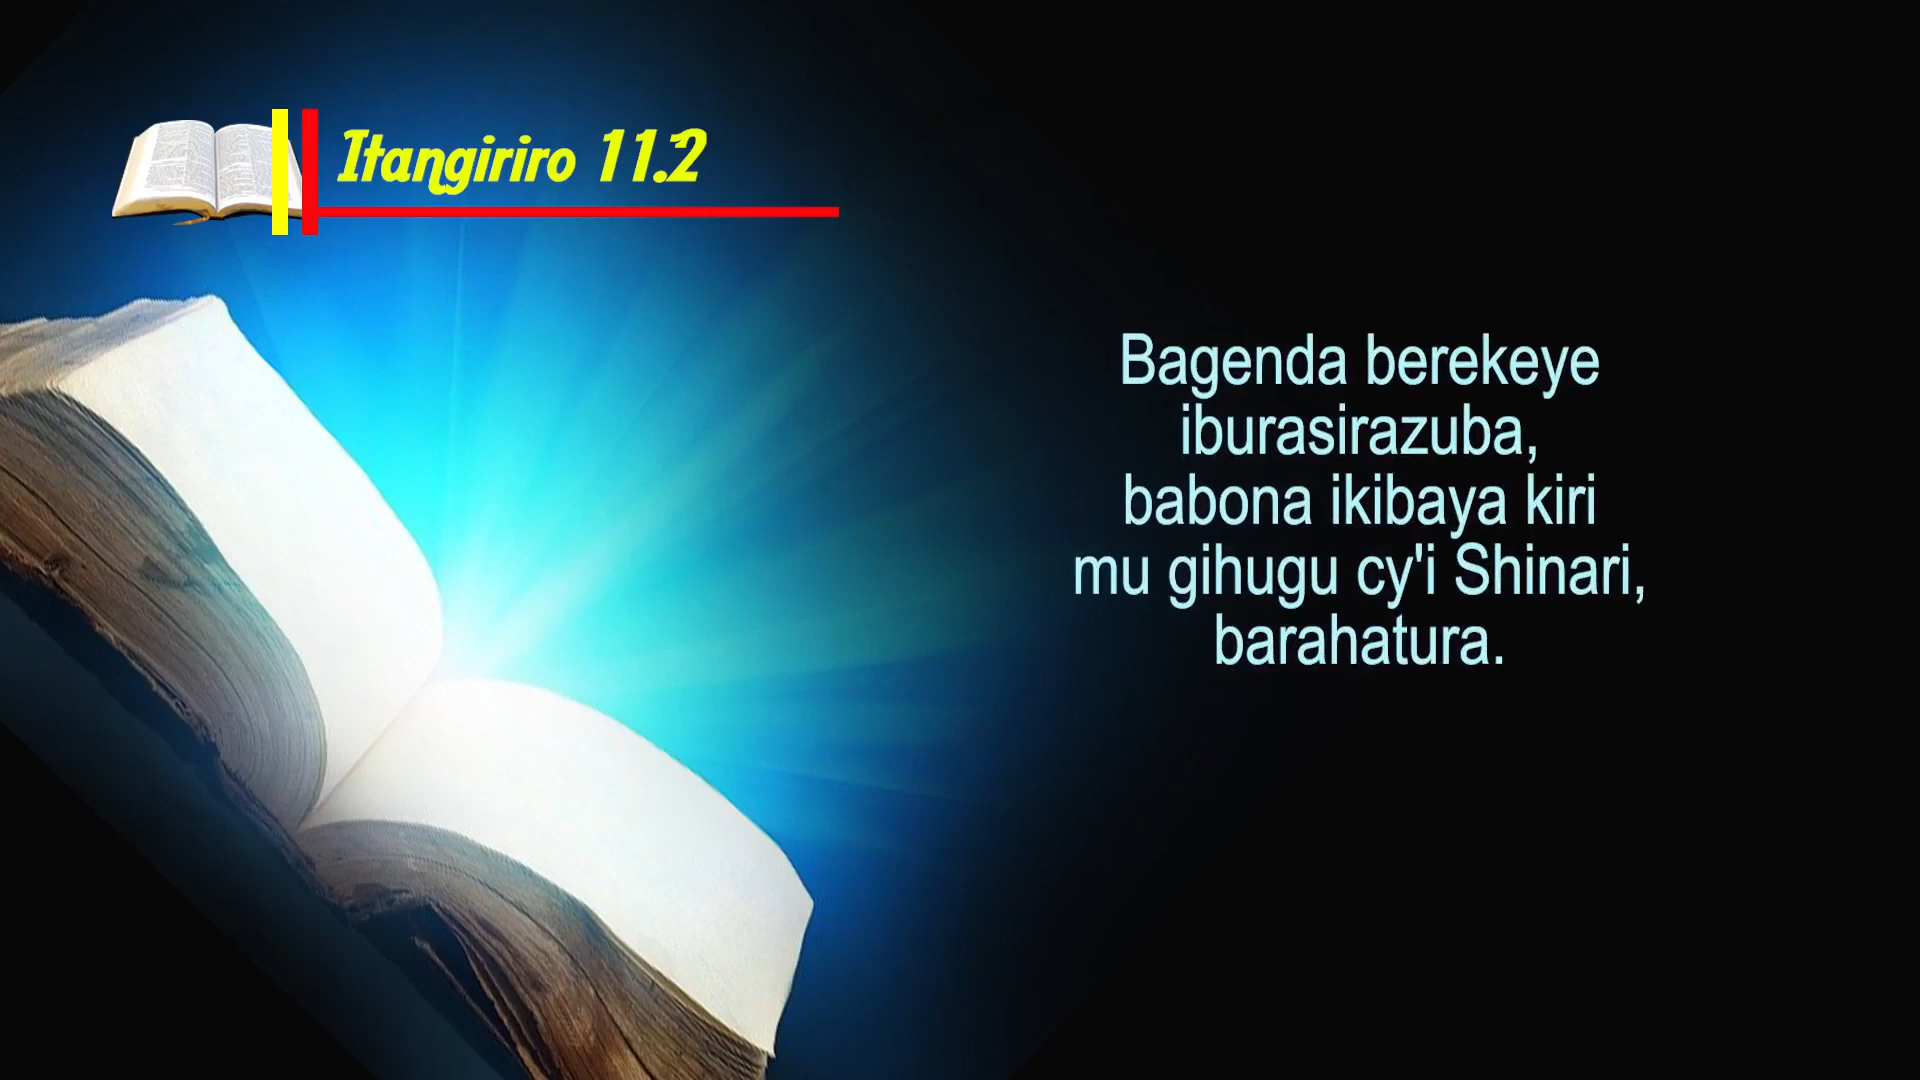 Itangiriro 11.2
Bagenda berekeye
iburasirazuba,
babona ikibaya kiri
mu gihugu cy'i Shinari,
barahatura.